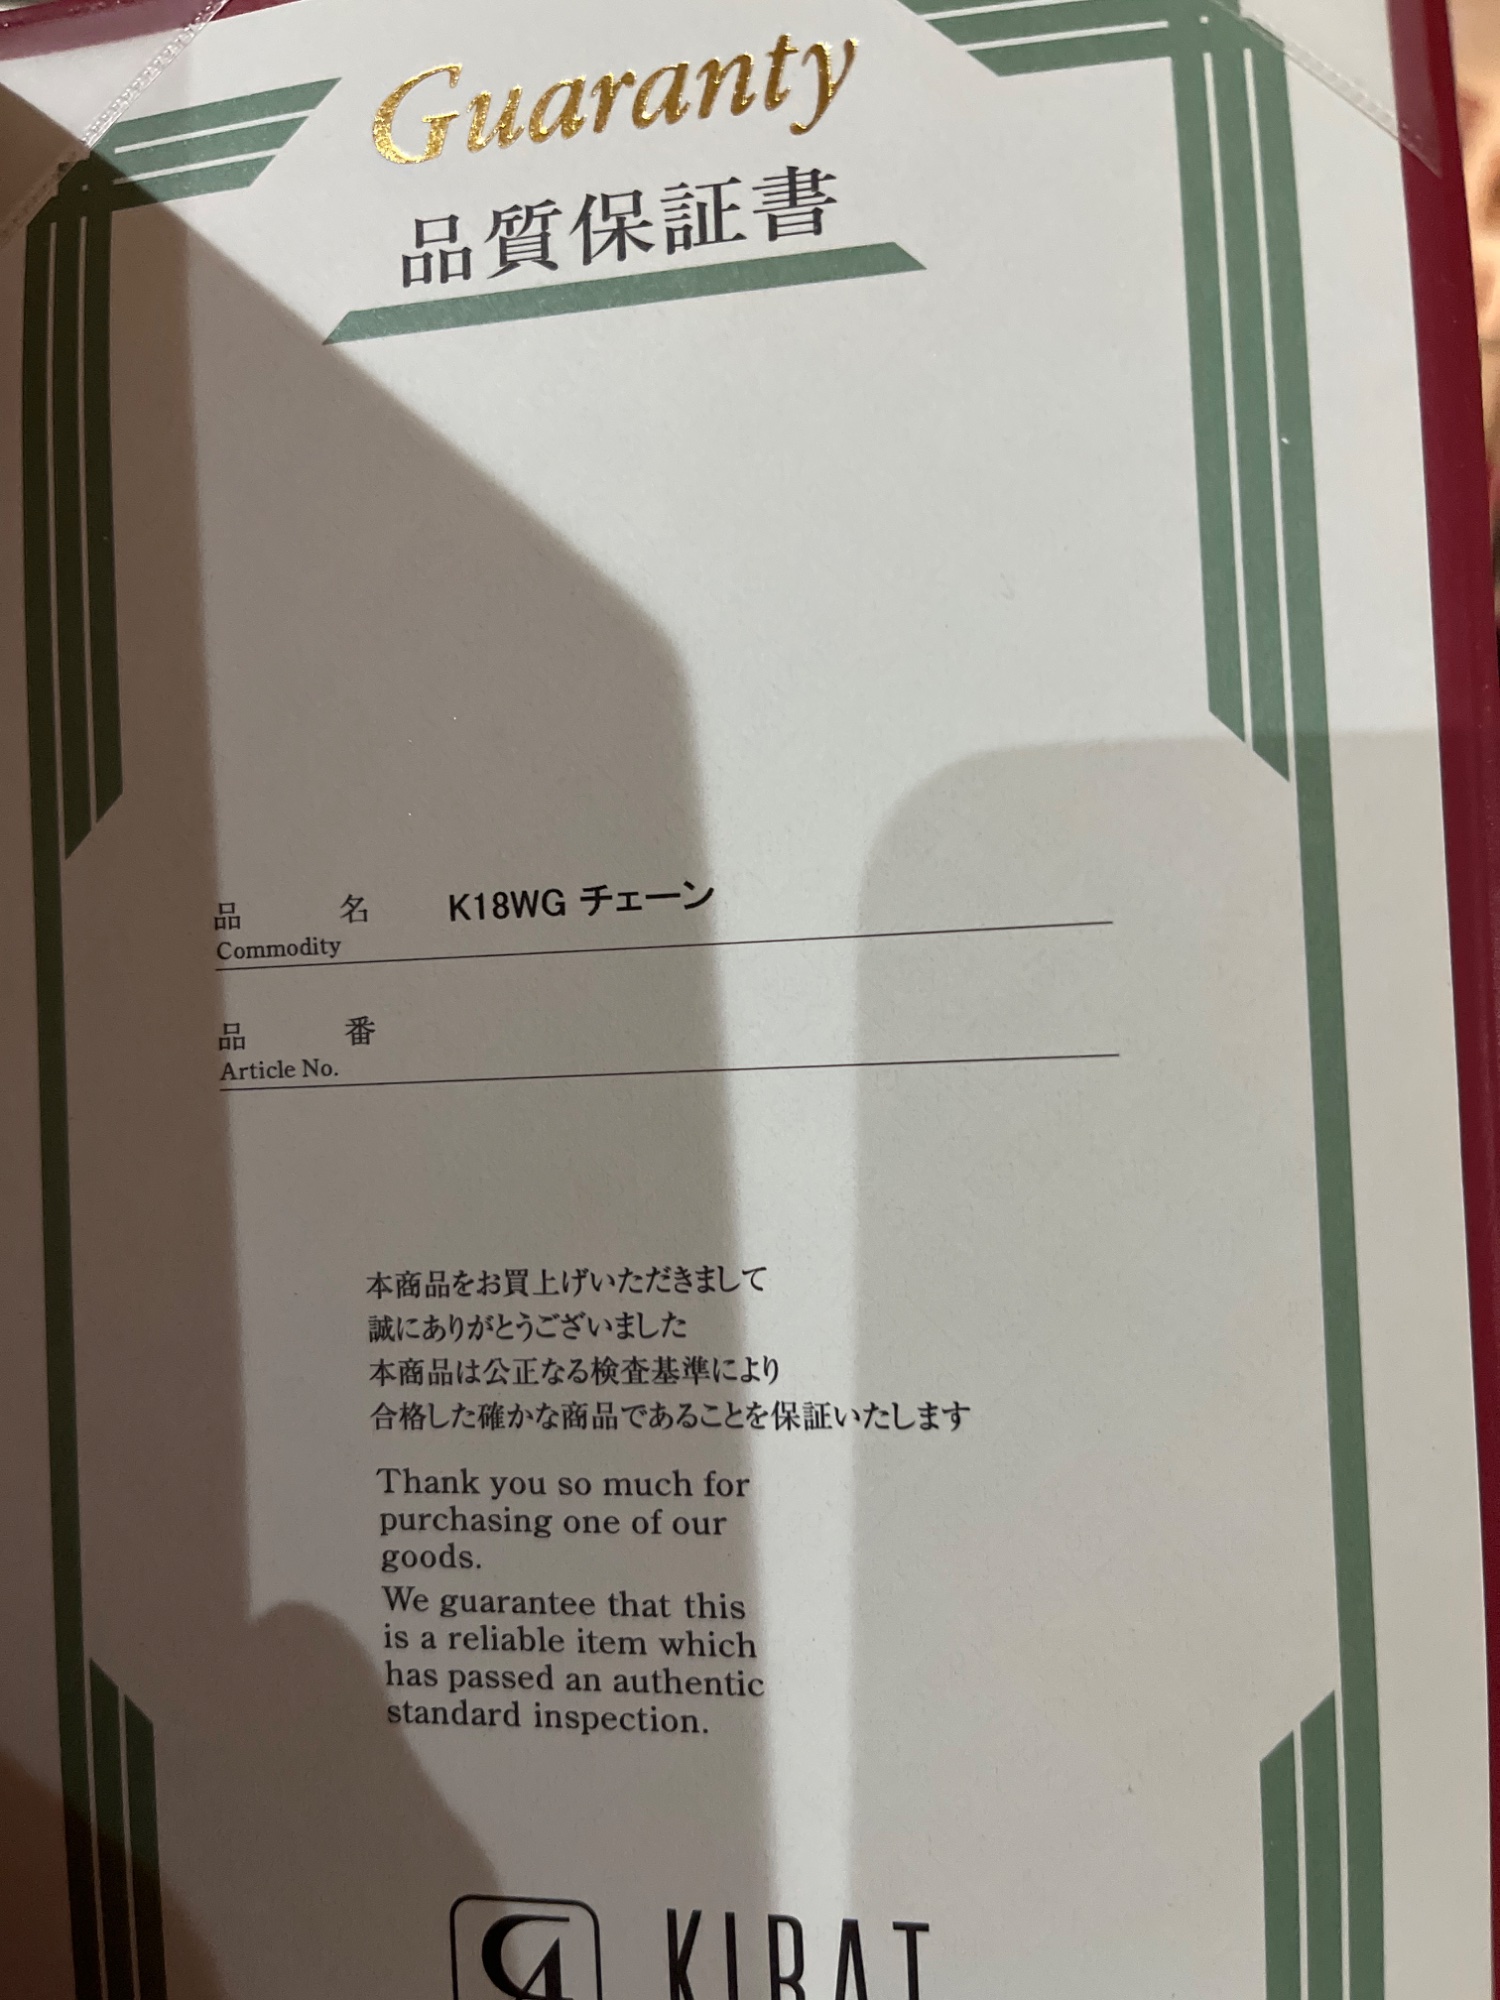 Guaranty
品質保証書
品名 K18WG チェーン
Commodity
品番
Article No.
本商品をお買上げいただきまして
誠にありがとうございました
本商品は公正なる検査基準により
合格した確かな商品であることを保証いたします
Thank you so much for
purchasing one of our
goods.
We guarantee that this
is a reliable item which
has passed an authentic
standard inspection.